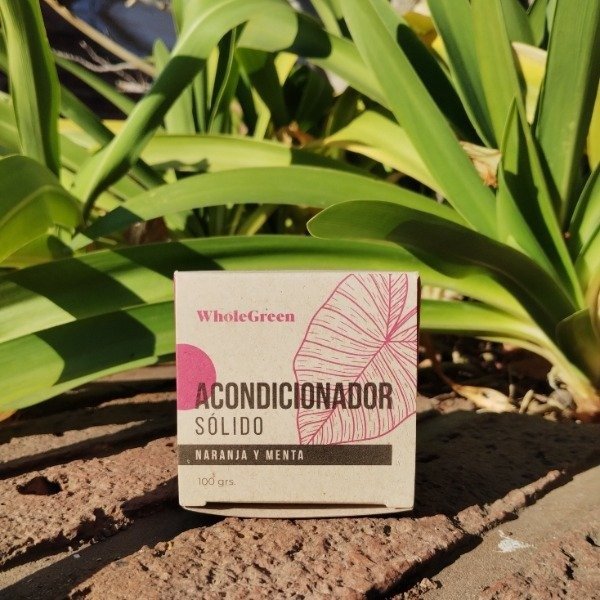 WholeGreen
ACONDICIONADOR
SÓLIDO
NARANJA Y MENTA
100 grs.